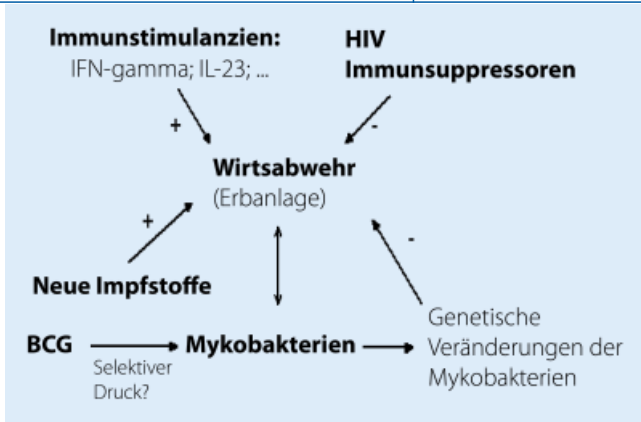 Immunstimulanzien:
IFN-gamma; IL-23; ...
HIV
Immunsuppressoren
+
-
Wirtsabwehr
(Erbanlage)
+
-
Neue Impfstoffe
BCG
Selektiver
Druck?
Mykobakterien
Genetische
Veränderungen der
Mykobakterien